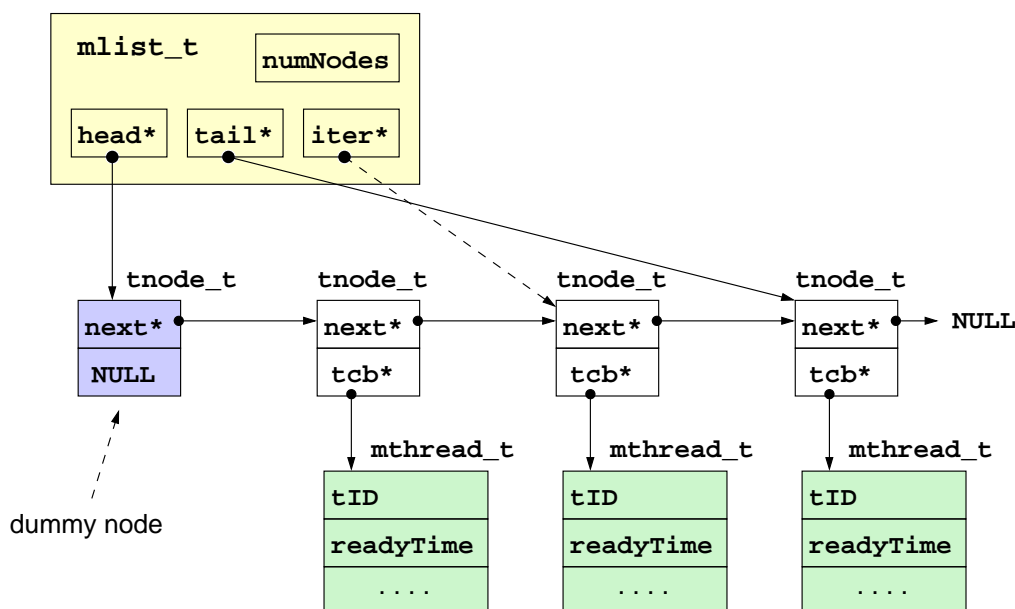 mlist_t
numNodes
head* tail* iter*
tnode_t tnode_t tnode_t tnode_t
next* next* next* next* NULL
NULL tcb* tcb* tcb*
mthread_t mthread_t mthread_t
tID tID tID
dummy node
readyTime readyTime readyTime
.... .... ....